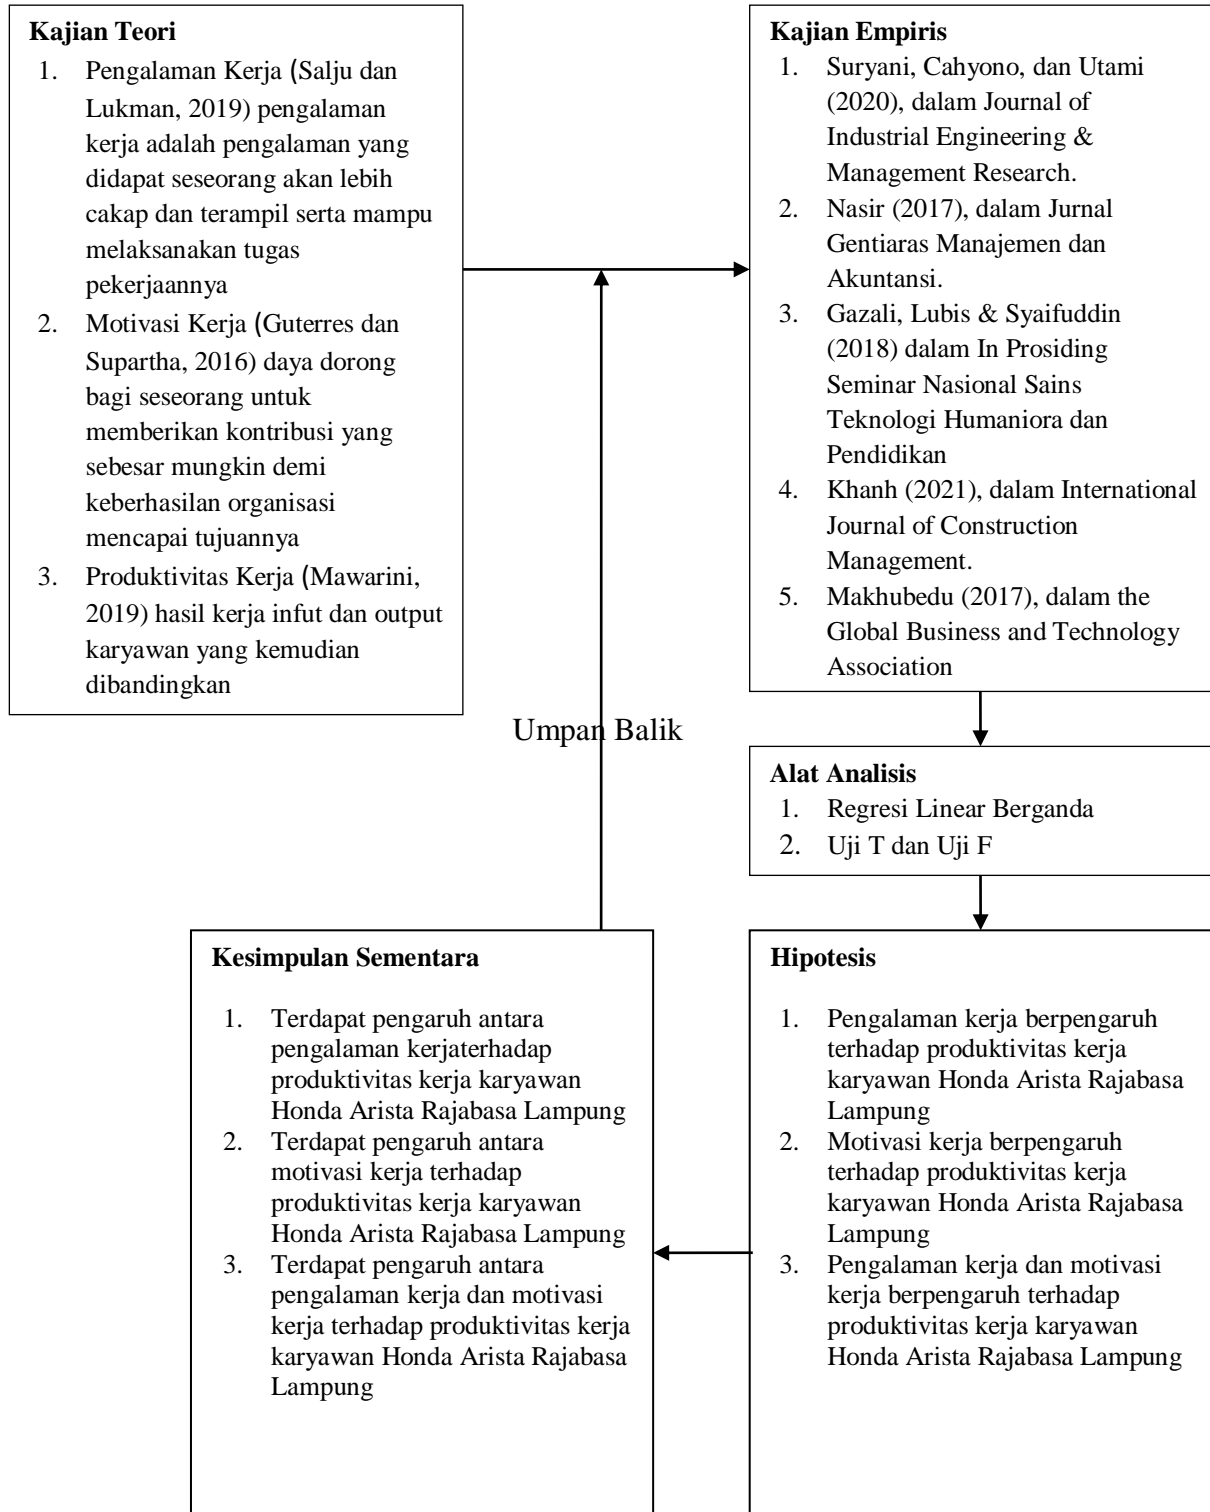 Kajian Teori
1. Pengalaman Kerja (Salju dan
Lukman, 2019) pengalaman
kerja adalah pengalaman yang
didapat seseorang akan lebih
cakap dan terampil serta mampu
melaksanakan tugas
pekerjaannya
2. Motivasi Kerja (Guterres dan
Supartha, 2016) daya dorong
bagi seseorang untuk
memberikan kontribusi yang
sebesar mungkin demi
keberhasilan organisasi
mencapai tujuannya
3. Produktivitas Kerja (Mawarini,
2019) hasil kerja infut dan output
karyawan yang kemudian
dibandingkan
Kajian Empiris
1. Suryani, Cahyono, dan Utami
(2020), dalam Journal of
Industrial Engineering &
Management Research.
2. Nasir (2017), dalam Jurnal
Gentiaras Manajemen dan
Akuntansi.
3. Gazali, Lubis & Syaifuddin
(2018) dalam In Prosiding
Seminar Nasional Sains
Teknologi Humaniora dan
Pendidikan
4. Khanh (2021), dalam International
Journal of Construction
Management.
5. Makhubedu (2017), dalam the
Global Business and Technology
Association
Umpan Balik
Alat Analisis
1. Regresi Linear Berganda
2. Uji T dan Uji F
Kesimpulan Sementara
1. Terdapat pengaruh antara
pengalaman kerjaterhadap
produktivitas kerja karyawan
Honda Arista Rajabasa Lampung
2. Terdapat pengaruh antara
motivasi kerja terhadap
produktivitas kerja karyawan
Honda Arista Rajabasa Lampung
3. Terdapat pengaruh antara
pengalaman kerja dan motivasi
kerja terhadap produktivitas kerja
karyawan Honda Arista Rajabasa
Lampung
Hipotesis
1. Pengalaman kerja berpengaruh
terhadap produktivitas kerja
karyawan Honda Arista Rajabasa
Lampung
2. Motivasi kerja berpengaruh
terhadap produktivitas kerja
karyawan Honda Arista Rajabasa
Lampung
3. Pengalaman kerja dan motivasi
kerja berpengaruh terhadap
produktivitas kerja karyawan
Honda Arista Rajabasa Lampung